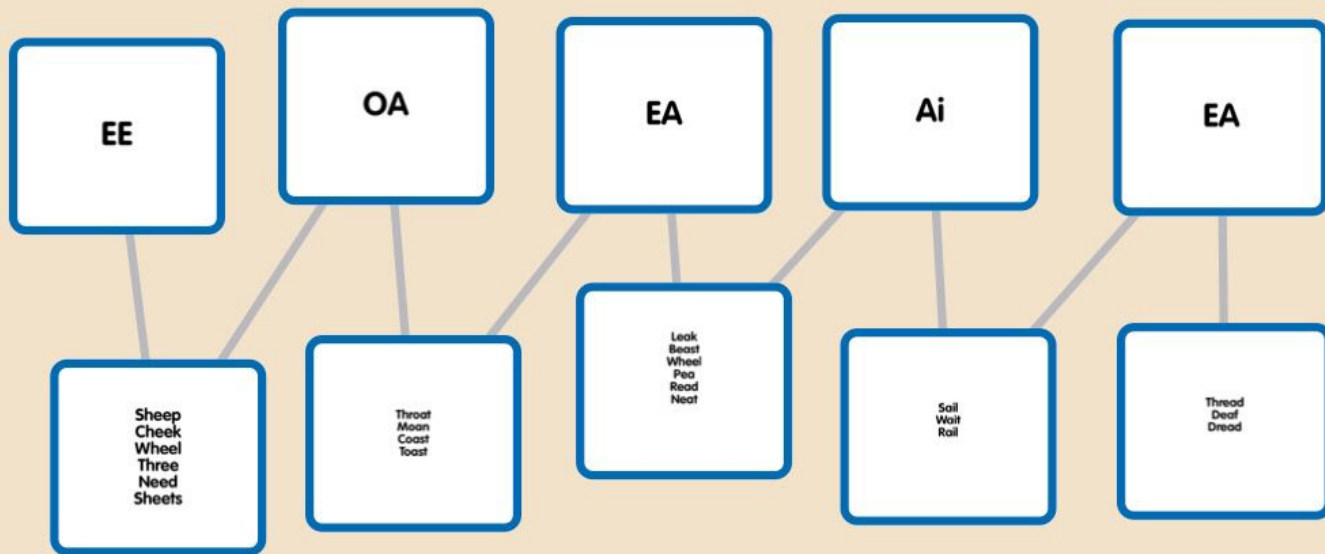 EE
OA
EA
Ai
EA
Sheep
Cheek
Wheel
Three
Need
Sheets
Throat
Moan
Coast
Toast
Leak
Beast
Wheel
Pea
Read
Neat
Sail
Wait
Rail
Thread
Deaf
Dread